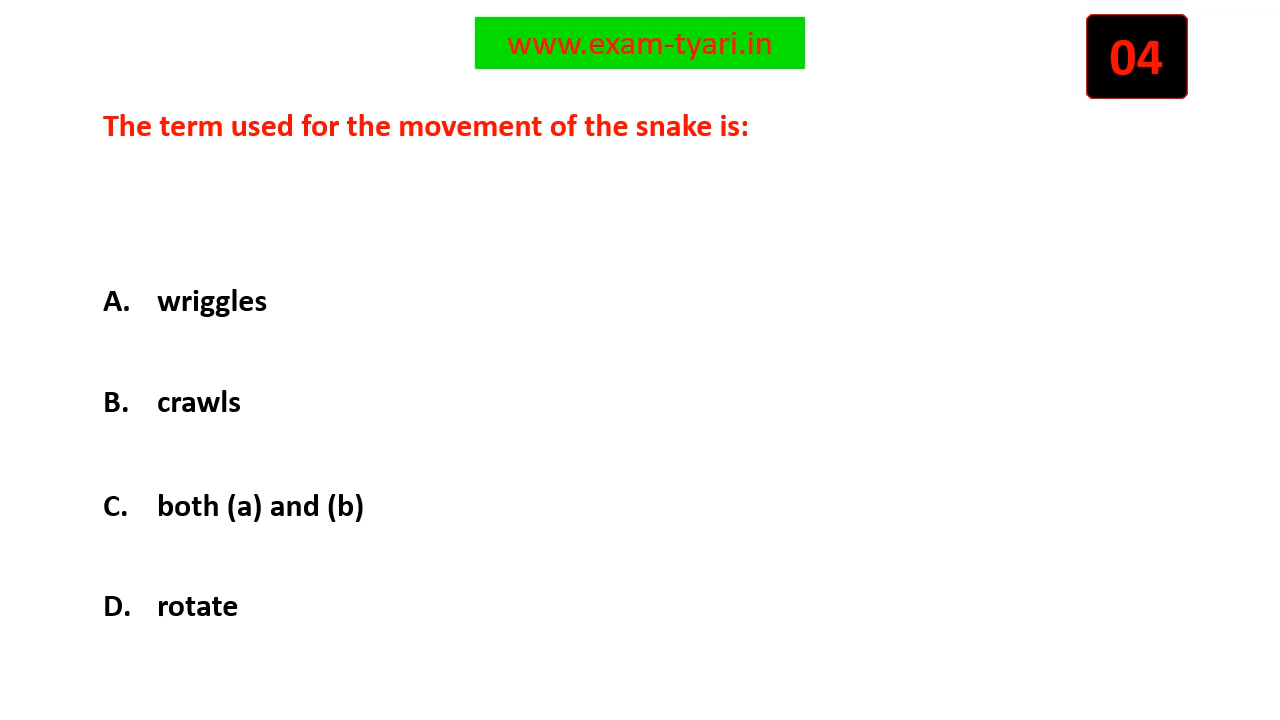 www.exam-tyari.in
04
The term used for the movement of the snake is:
A. wriggles
B. crawls
C. both (a) and (b)
D. rotate